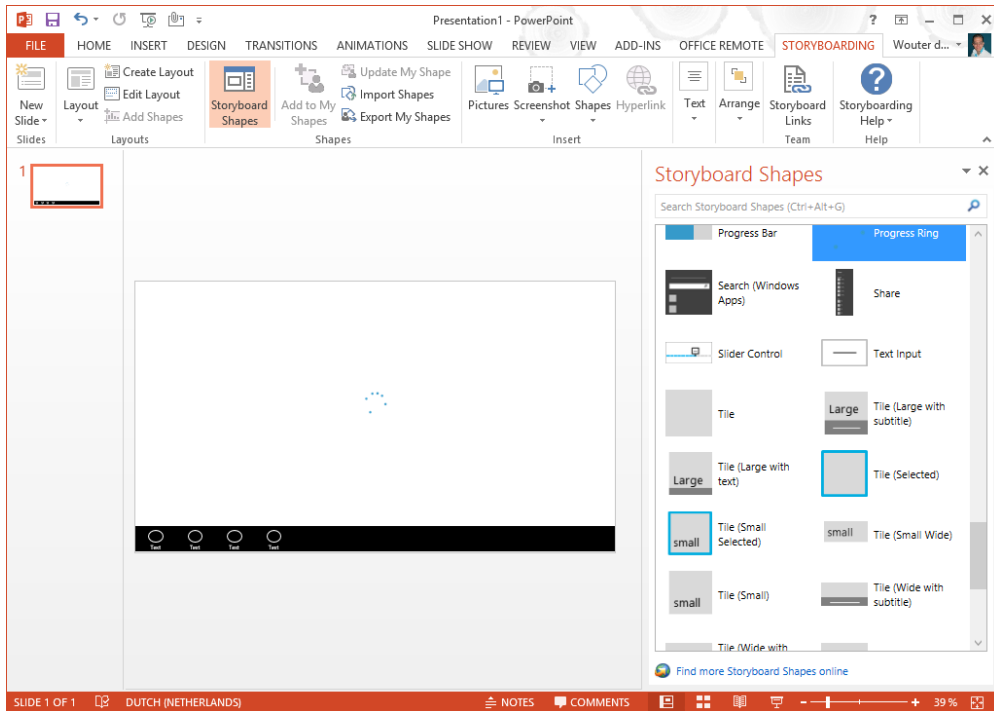 Presentation1 - PowerPoint
?
FILE HOME INSERT DESIGN TRANSITIONS ANIMATIONS SLIDE SHOW REVIEW VIEW ADD-INS OFFICE REMOTE STORYBOARDING Wouter d...
New
Slide
Slides
Layout
Create Layout
Edit Layout
Add Shapes
Layouts
Storyboard
Shapes
Add to My
Shapes
Update My Shape
Import Shapes
Export My Shapes
Shapes
Pictures Screenshot Shapes Hyperlink
Insert
Text
Arrange
Storyboard
Links
Team
Storyboarding
Help
Help
1
Text Text Text Text
Storyboard Shapes
Search Storyboard Shapes (Ctrl+Alt+G)
Progress Bar
Progress Ring
Search (Windows
Apps)
Share
Slider Control
Text Input
Tile
Large
Tile (Large with
subtitle)
Large
Tile (Large with
text)
Tile (Selected)
small
Tile (Small
Selected)
small
Tile (Small Wide)
small
Tile (Small)
Tile (Wide with
subtitle)
Tile (Wide with
Find more Storyboard Shapes online
SLIDE 1 OF 1 DUTCH (NETHERLANDS) NOTES COMMENTS 39 %